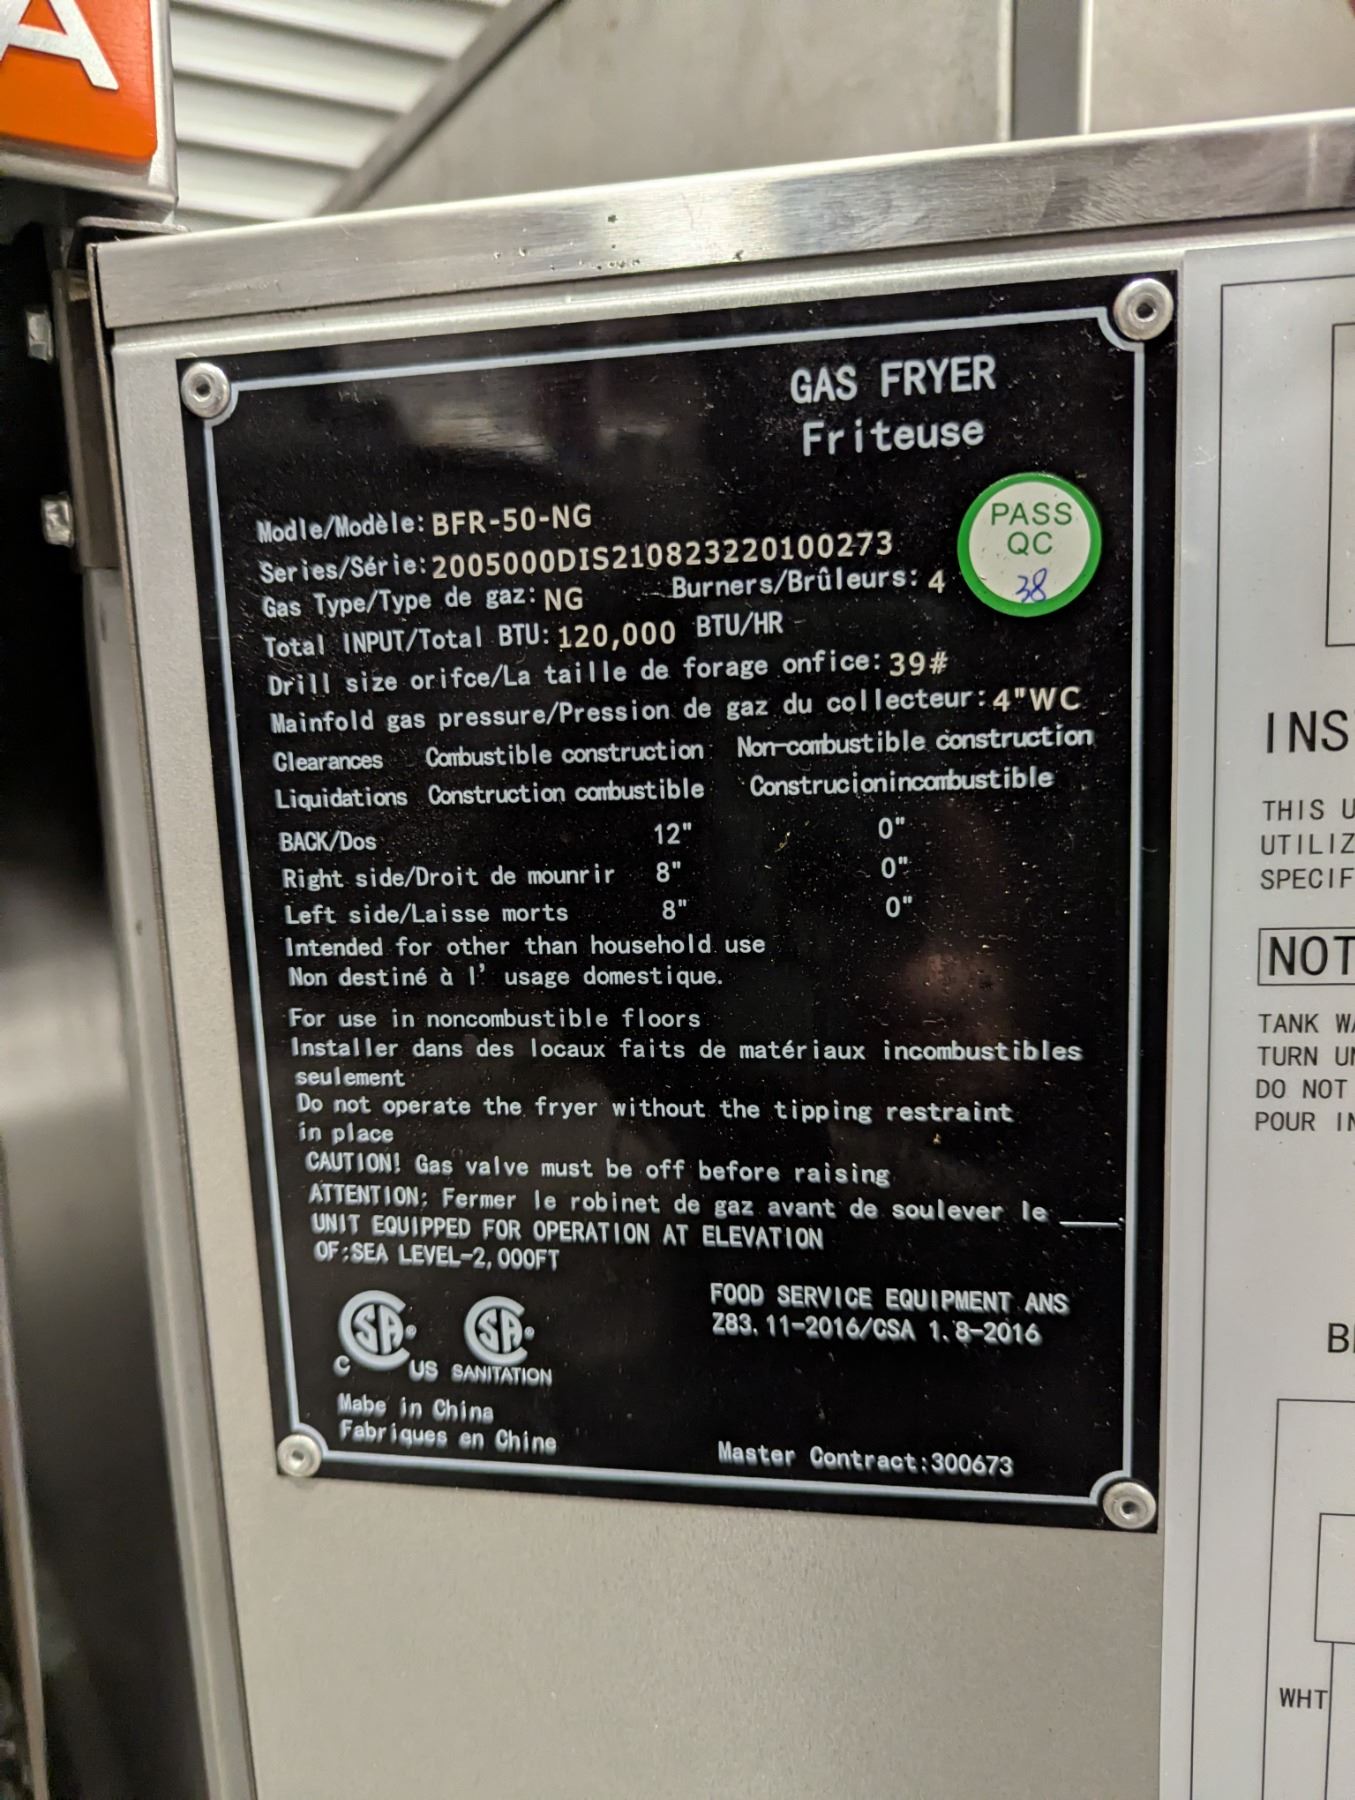 A
GAS FRYER
Friteuse
PASS
QC
38
Modle/Modèle: BFR-50-NG
Series/Série: 2005000DIS210823220100273
Gas Type/Type de gaz: NG Burners/Brûleurs: 4
Total INPUT/Total BTU: 120,000 BTU/HR
Drill size orifce/La taille de forage onfice: 39#
Mainfold gas pressure/Pression de gaz du collecteur: 4"WC
Clearances Combustible construction Non-combustible construction
Liquidations Construction combustible Construcionincombustible
BACK/Dos 12" 0"
Right side/Droit de mounrir 8" 0"
Left side/Laisse morts 8" 0"
Intended for other than household use
Non destiné à l' usage domestique.
For use in noncombustible floors
Installer dans des locaux faits de matériaux incombustibles
seulement
Do not operate the fryer without the tipping restraint
in place
CAUTION! Gas valve must be off before raising
ATTENTION: Fermer le robinet de gaz avant de soulever le ____.
UNIT EQUIPPED FOR OPERATION AT ELEVATION
OF:SEA LEVEL-2,000FT
FOOD SERVICE EQUIPMENT ANS
Z83.11-2016/CSA 1.8-2016
SA SA
C US SANITATION
Mabe in China
Fabriques en Chine
Master Contract:300673
INS
THIS U
UTILIZ
SPECIF
NOT
TANK WA
TURN UN
DO NOT
POUR IN
WHT